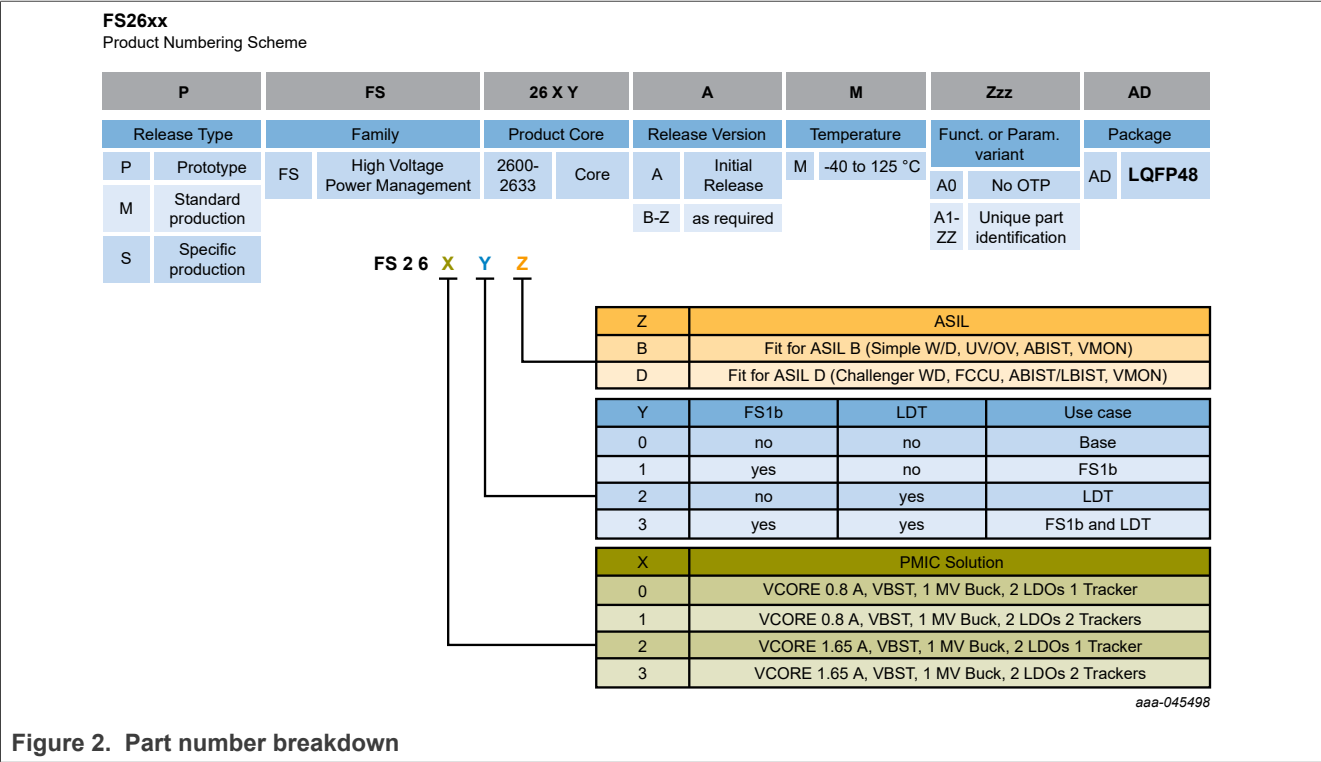 FS26xx
Product Numbering Scheme
P FS 26 X Y A M Zzz AD
Release Type Family Product Core Release Version Temperature Funct. or Param. variant Package
P Prototype
M Standard production
S Specific production
FS High Voltage Power Management
2600-2633 Core
A Initial Release
B-Z as required
M -40 to 125 °C
A0 No OTP
A1-ZZ Unique part identification
AD LQFP48
FS 2 6 X Y Z
Z ASIL
B Fit for ASIL B (Simple W/D, UV/OV, ABIST, VMON)
D Fit for ASIL D (Challenger WD, FCCU, ABIST/LBIST, VMON)
Y FS1b LDT Use case
0 no no Base
1 yes no FS1b
2 no yes LDT
3 yes yes FS1b and LDT
X PMIC Solution
0 VCORE 0.8 A, VBST, 1 MV Buck, 2 LDOs 1 Tracker
1 VCORE 0.8 A, VBST, 1 MV Buck, 2 LDOs 2 Trackers
2 VCORE 1.65 A, VBST, 1 MV Buck, 2 LDOs 1 Tracker
3 VCORE 1.65 A, VBST, 1 MV Buck, 2 LDOs 2 Trackers
aaa-045498
Figure 2. Part number breakdown